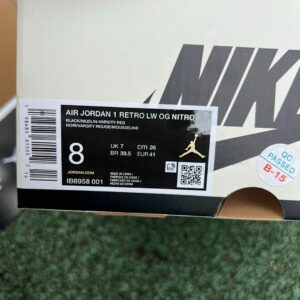 NIKE
AIR JORDAN 1 RETRO LW OG NITRO
BLACK/MUSLIN-VARSITY RED
NOIR/VARSITY ROUGE/MOUSSELINE
8
UK 7
cm 26
BR 39.5
EUR 41
JORDAN.COM
IB8958 001
QC
PASSED
B-15